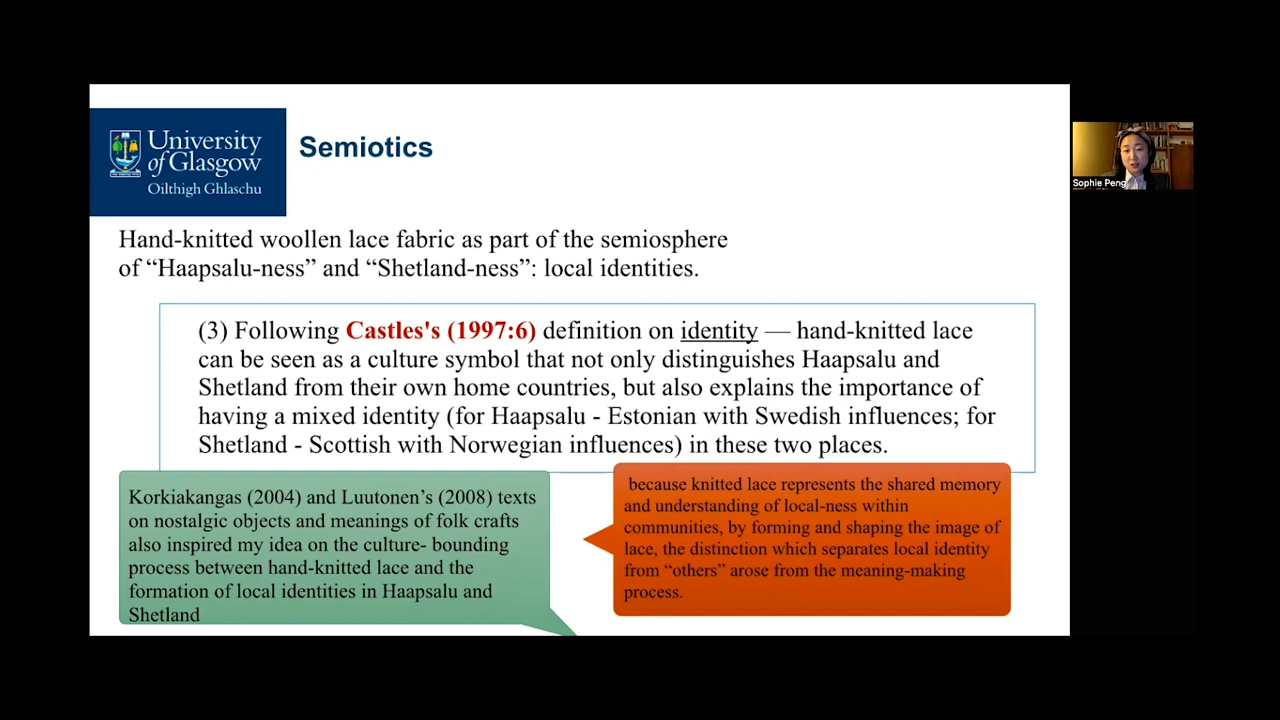 University
of Glasgow
Oilthigh Ghlaschu
Semiotics
Hand-knitted woollen lace fabric as part of the semiosphere
of “Haapsalu-ness” and “Shetland-ness”: local identities.
(3) Following Castles's (1997:6) definition on identity — hand-knitted lace
can be seen as a culture symbol that not only distinguishes Haapsalu and
Shetland from their own home countries, but also explains the importance of
having a mixed identity (for Haapsalu - Estonian with Swedish influences; for
Shetland - Scottish with Norwegian influences) in these two places.
Korkiakangas (2004) and Luutonen’s (2008) texts
on nostalgic objects and meanings of folk crafts
also inspired my idea on the culture- bounding
process between hand-knitted lace and the
formation of local identities in Haapsalu and
Shetland
because knitted lace represents the shared memory
and understanding of local-ness within
communities, by forming and shaping the image of
lace, the distinction which separates local identity
from “others” arose from the meaning-making
process.
Sophie Peng